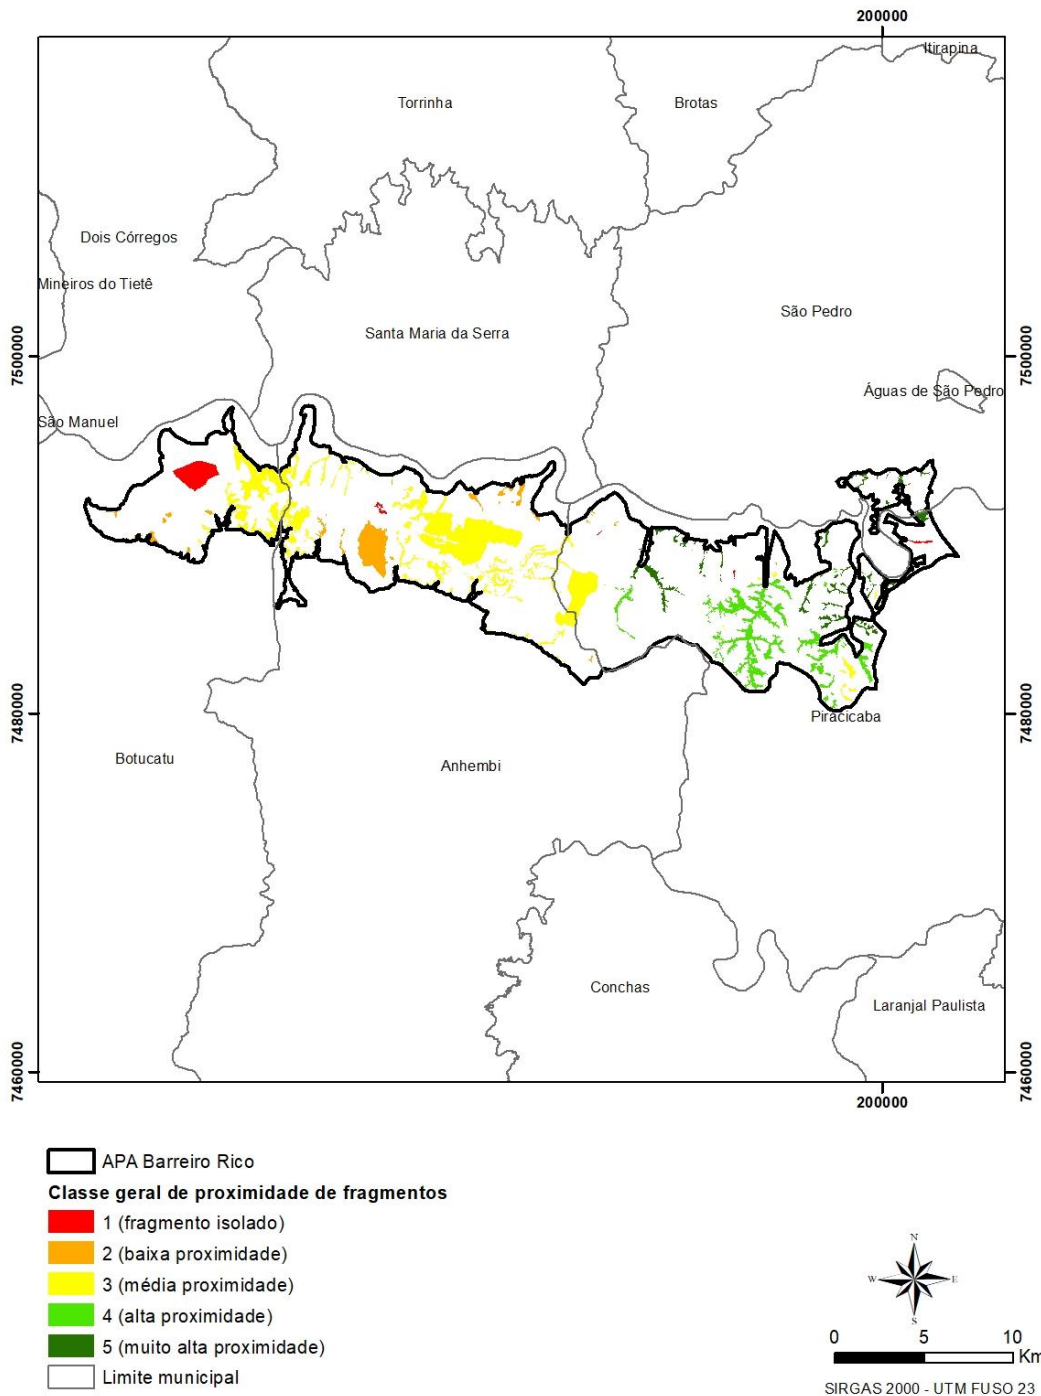 200000
Itirapina
Torrinha
Brotas
Dois Córregos
Mineiros do Tietê
São Pedro
Santa Maria da Serra
7500000
7500000
Águas de São Pedro
São Manuel
7480000
7480000
Piracicaba
Botucatu
Anhembi
Conchas
Laranjal Paulista
7460000
7460000
200000
APA Barreiro Rico
Classe geral de proximidade de fragmentos
1 (fragmento isolado)
2 (baixa proximidade)
3 (média proximidade)
4 (alta proximidade)
5 (muito alta proximidade)
Limite municipal
N
W E
S
0 5 10
Km
SIRGAS 2000 - UTM FUSO 23